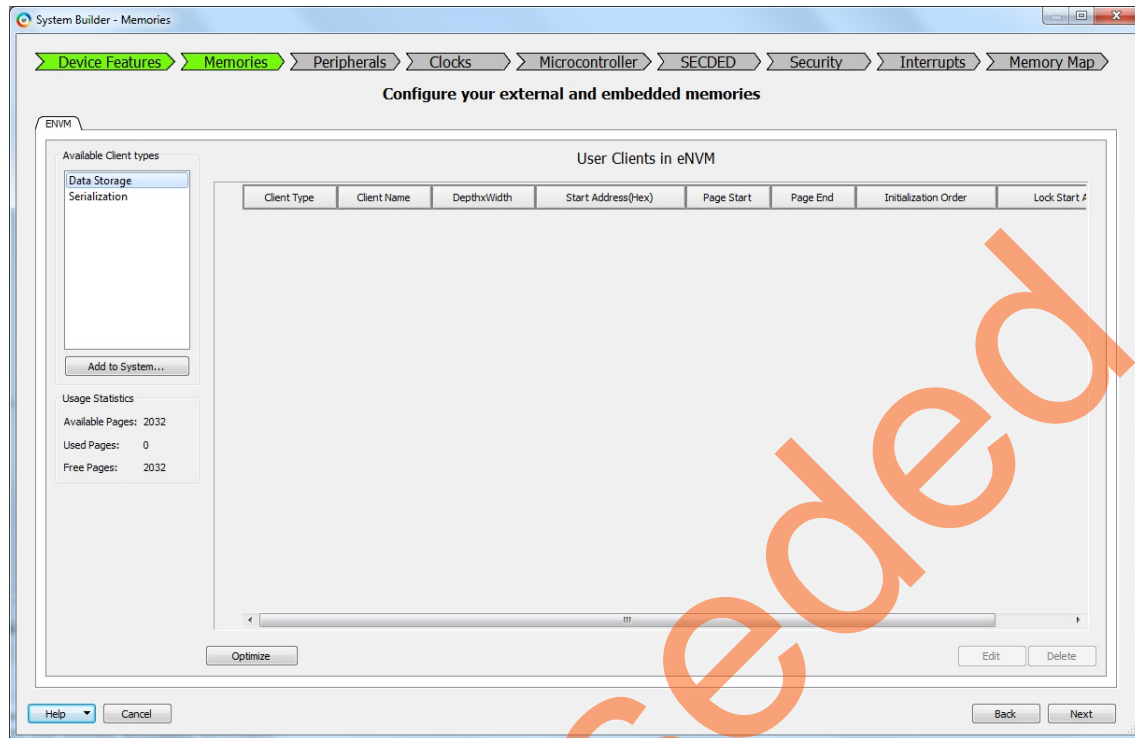 System Builder - Memories
Device Features Memories Peripherals Clocks Microcontroller SECDED Security Interrupts Memory Map
Configure your external and embedded memories
ENVM
Available Client types
User Clients in eNVM
Data Storage
Serialization
Client Type Client Name DepthxWidth Start Address(Hex) Page Start Page End Initialization Order Lock Start A
Add to System...
Usage Statistics
Available Pages: 2032
Used Pages: 0
Free Pages: 2032
Optimize Edit Delete
Help Cancel Back Next
eded